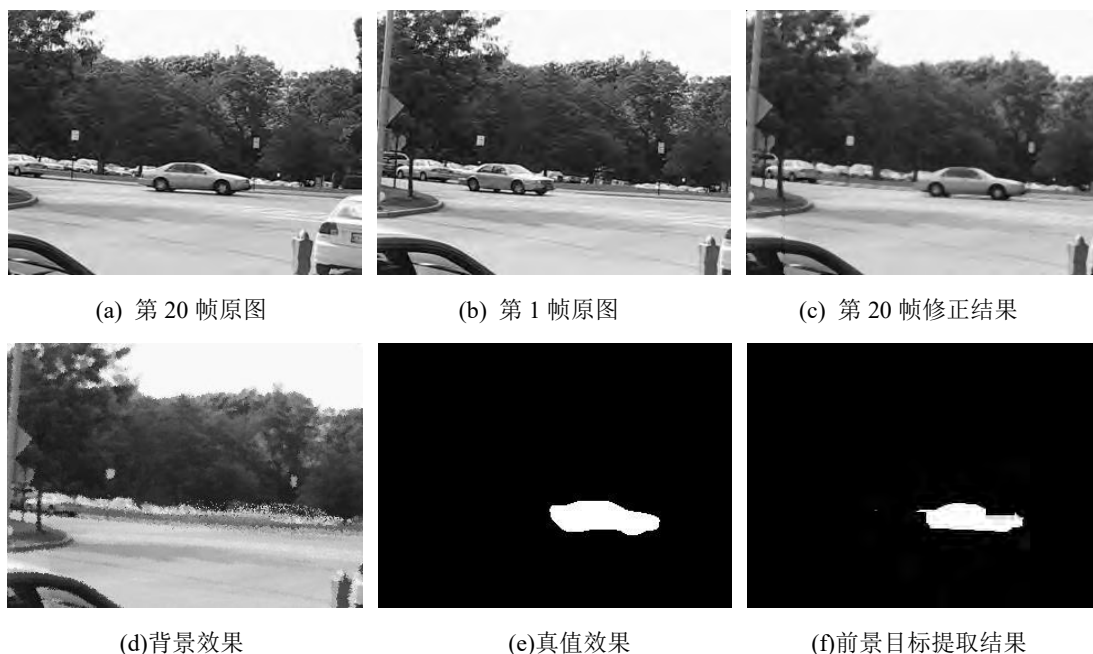 (a) 第 20 帧原图
(b) 第 1 帧原图
(c) 第 20 帧修正结果
(d)背景效果
(e)真值效果
(f)前景目标提取结果